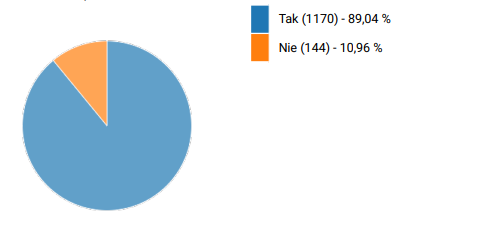 Tak (1170) - 89,04 %
Nie (144) - 10,96 %